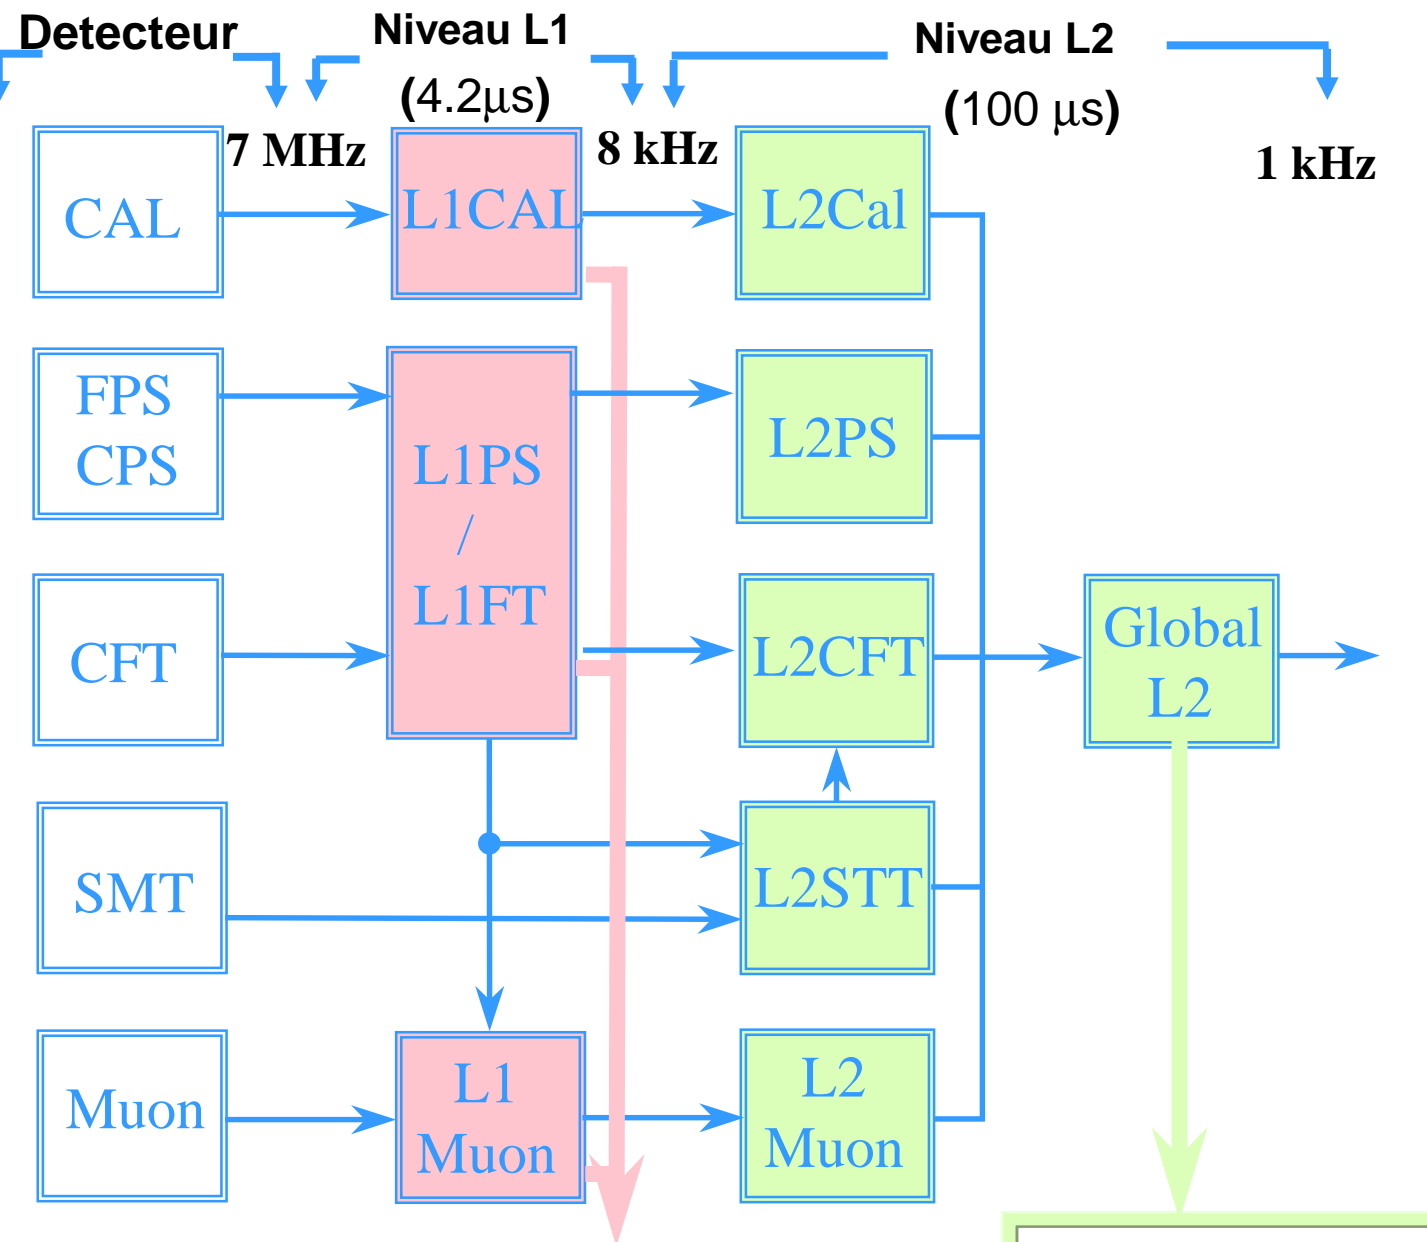 Detecteur
Niveau L1
Niveau L2
(4.2μs)
(100 μs)
7 MHz
8 kHz
1 kHz
CAL
L1CAL
L2Cal
FPS
CPS
L1PS
/
L1FT
L2PS
CFT
L2CFT
Global
L2
SMT
L2STT
Muon
L1
Muon
L2
Muon